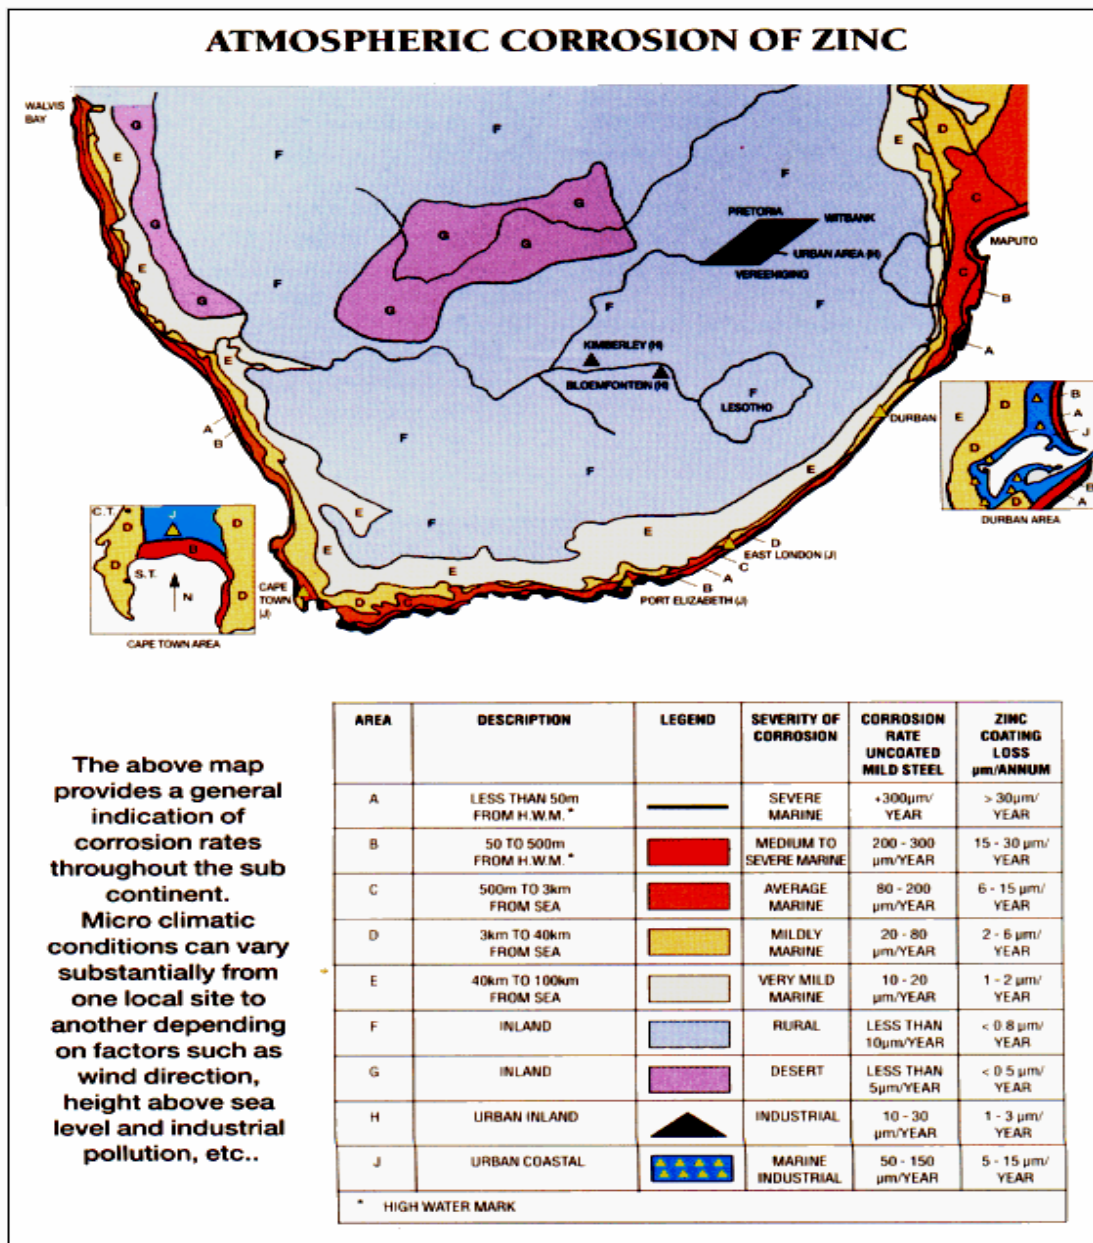 ATMOSPHERIC CORROSION OF ZINC
WALVIS
BAY
G
F
F
E
D
E
F
G
G
C
PRETORIA
WITBANK
G
G
MAPUTO
URBAN AREA (H)
E
VEREENIGING
C
F
F
B
G
G
F
F
KIMBERLEY (H)
A
E
E
BLOEMFONTEIN (H)
F
LESOTHO
A
B
F
DURBAN
E
D
B
A
J
D
B
A
D
DURBAN AREA
F
E
E
F
C.T.
J
D
D
B
D
S.T.
N
D
CAPE TOWN AREA
E
E
D
EAST LONDON (J)
C
A
B
PORT ELIZABETH (J)
CAPE
TOWN
(J)
D
C
The above map
provides a general
indication of
corrosion rates
throughout the sub
continent.
Micro climatic
conditions can vary
substantially from
one local site to
another depending
on factors such as
wind direction,
height above sea
level and industrial
pollution, etc..
AREA DESCRIPTION LEGEND SEVERITY OF CORROSION CORROSION RATE UNCOATED MILD STEEL ZINC COATING LOSS µm/ANNUM
A LESS THAN 50m FROM H.W.M.* SEVERE MARINE +300µm/ YEAR > 30µm/ YEAR
B 50 TO 500m FROM H.W.M.* MEDIUM TO SEVERE MARINE 200 - 300 µm/YEAR 15 - 30 µm/ YEAR
C 500m TO 3km FROM SEA AVERAGE MARINE 80 - 200 µm/YEAR 6 - 15 µm/ YEAR
D 3km TO 40km FROM SEA MILDLY MARINE 20 - 80 µm/YEAR 2 - 6 µm/ YEAR
E 40km TO 100km FROM SEA VERY MILD MARINE 10 - 20 µm/YEAR 1 - 2 µm/ YEAR
F INLAND RURAL LESS THAN 10µm/YEAR < 0 8 µm/ YEAR
G INLAND DESERT LESS THAN 5µm/YEAR < 0 5 µm/ YEAR
H URBAN INLAND INDUSTRIAL 10 - 30 µm/YEAR 1 - 3 µm/ YEAR
J URBAN COASTAL MARINE INDUSTRIAL 50 - 150 µm/YEAR 5 - 15 µm/ YEAR
* HIGH WATER MARK